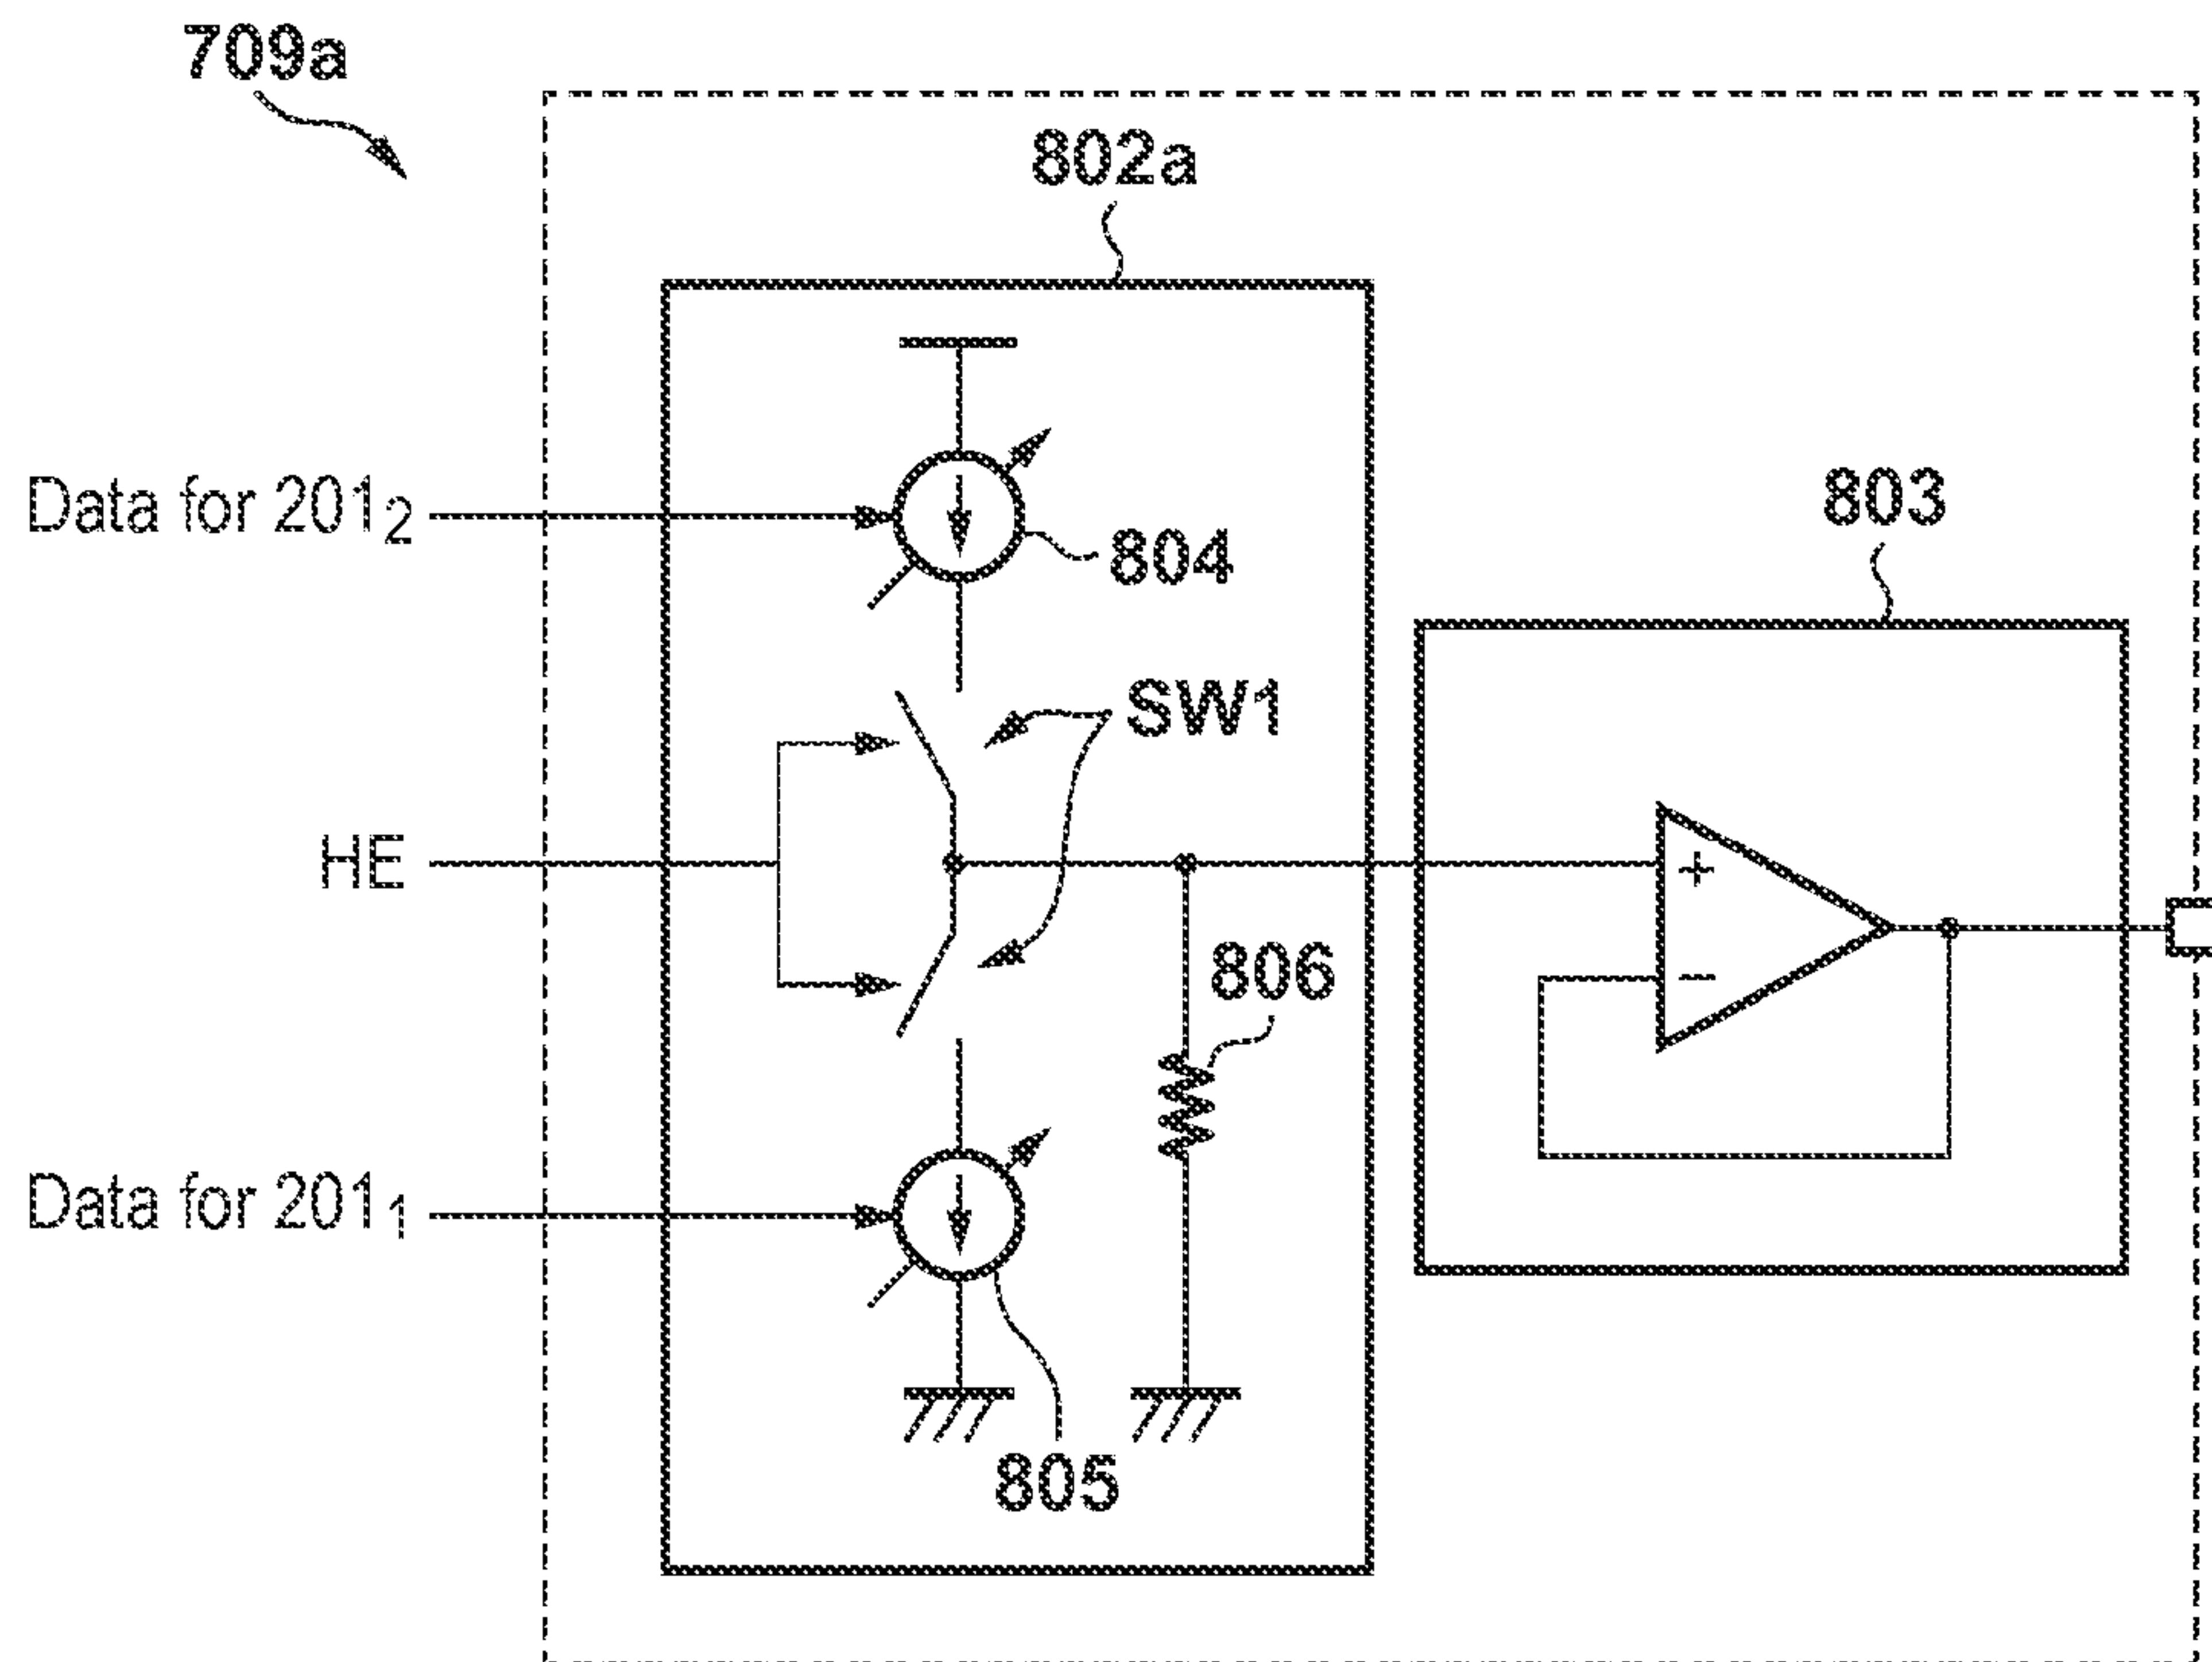 709a
802a
Data for 201₂
804
803
SW1
HE
+
−
806
Data for 201₁
805